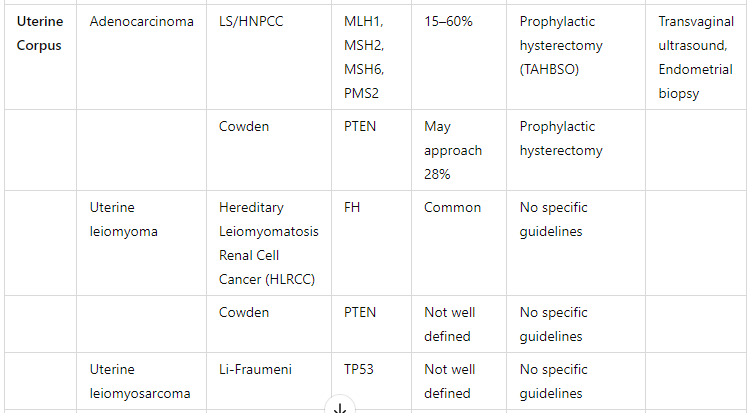 Uterine Corpus	Adenocarcinoma	LS/HNPCC	MLH1, MSH2, MSH6, PMS2	15–60%	Prophylactic hysterectomy (TAHBSO)	Transvaginal ultrasound, Endometrial biopsy
Cowden	PTEN	May approach 28%	Prophylactic hysterectomy
Uterine leiomyoma	Hereditary Leiomyomatosis Renal Cell Cancer (HLRCC)	FH	Common	No specific guidelines
Cowden	PTEN	Not well defined	No specific guidelines
Uterine leiomyosarcoma	Li-Fraumeni	TP53	Not well defined	No specific guidelines